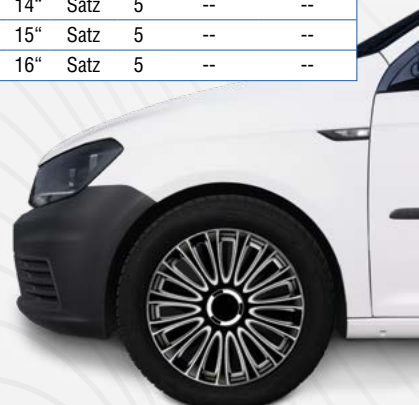 14“ Satz 5 -- --
15“ Satz 5 -- --
16“ Satz 5 -- --